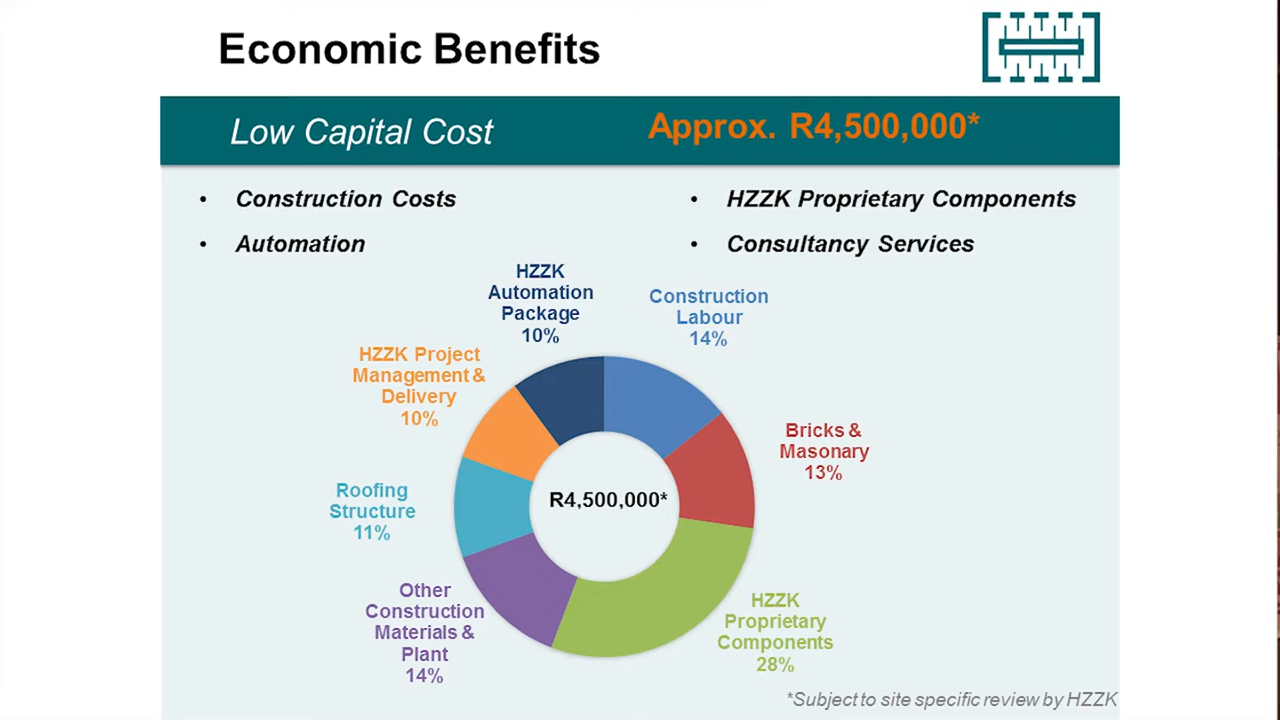 Economic Benefits
Low Capital Cost
Approx. R4,500,000*
• Construction Costs
• Automation
• HZZK Proprietary Components
• Consultancy Services
HZZK
Automation
Package
10%
Construction
Labour
14%
HZZK Project
Management &
Delivery
10%
Bricks &
Masonary
13%
Roofing
Structure
11%
R4,500,000*
Other
Construction
Materials &
Plant
14%
HZZK
Proprietary
Components
28%
*Subject to site specific review by HZZK